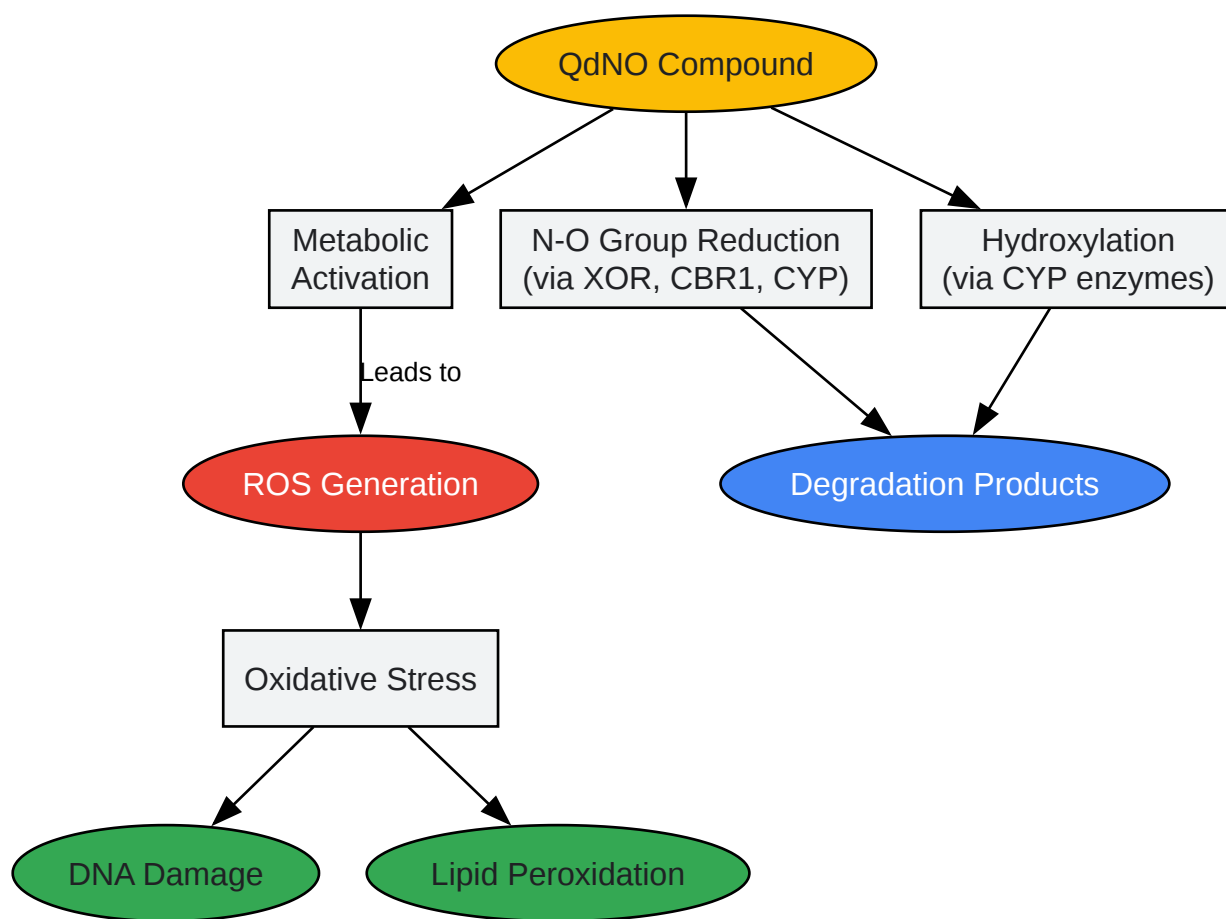 QdNO Compound
Metabolic
Activation
N-O Group Reduction
(via XOR, CBR1, CYP)
Hydroxylation
(via CYP enzymes)
Leads to
ROS Generation
Degradation Products
Oxidative Stress
DNA Damage
Lipid Peroxidation